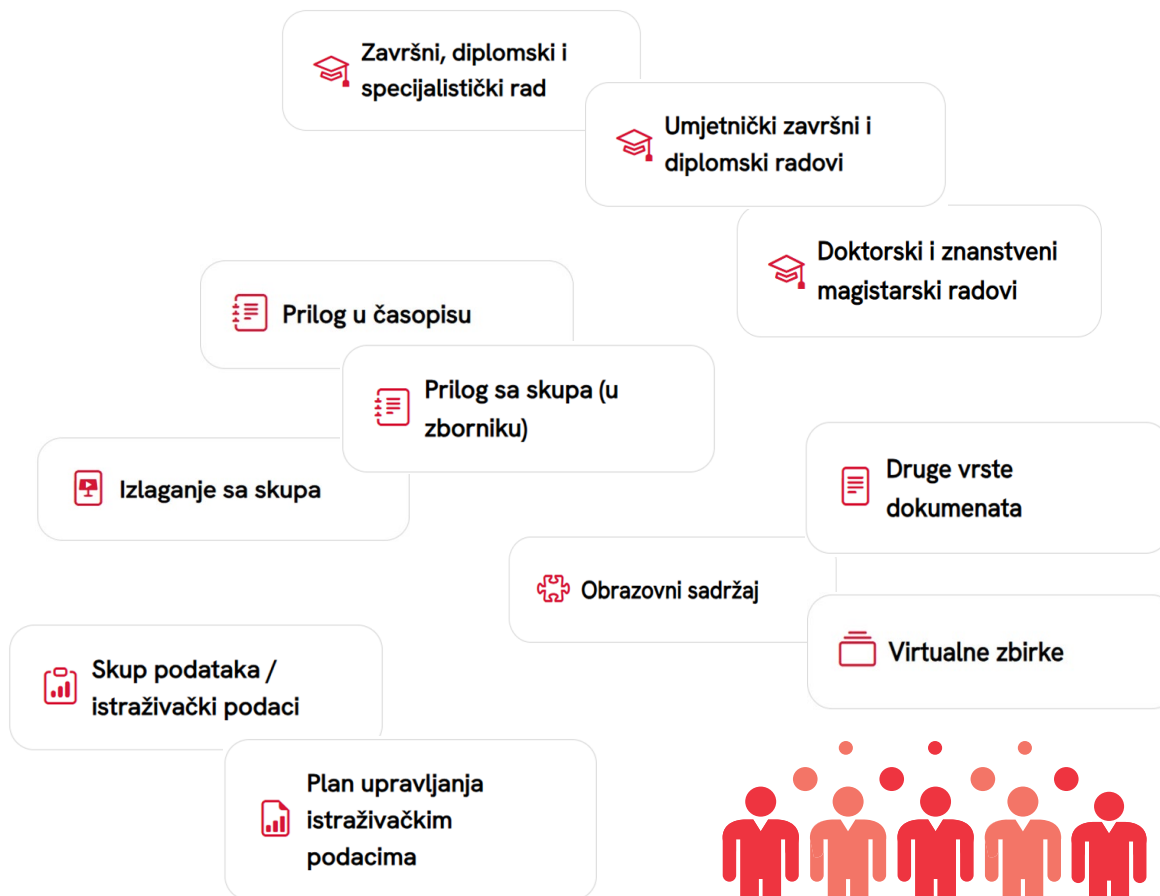 Završni, diplomski i
specijalistički rad
Umjetnički završni i
diplomski radovi
Doktorski i znanstveni
magistarski radovi
Prilog u časopisu
Prilog sa skupa (u
zborniku)
Izlaganje sa skupa
Druge vrste
dokumenata
Obrazovni sadržaj
Virtualne zbirke
Skup podataka /
istraživački podaci
Plan upravljanja
istraživačkim
podacima